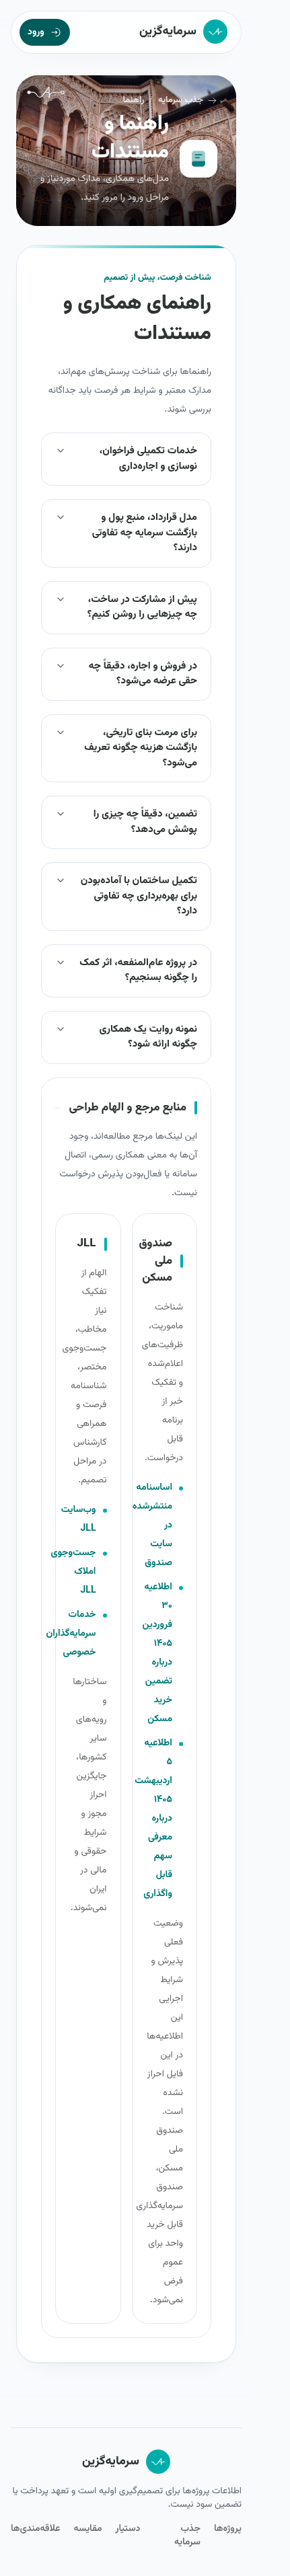 سرمایه‌گزین
ورود
جذب سرمایه / راهنما
راهنما و
مستندات
مدل‌های همکاری، مدارک موردنیاز و
مراحل ورود را مرور کنید.
شناخت فرصت، پیش از تصمیم
راهنمای همکاری و
مستندات
راهنماها برای شناخت پرسش‌های مهم‌اند،
مدارک معتبر و شرایط هر فرصت باید جداگانه
بررسی شوند.
خدمات تکمیلی فراخوان،
نوسازی و اجاره‌داری
مدل قرارداد، منبع پول و
بازگشت سرمایه چه تفاوتی
دارند؟
پیش از مشارکت در ساخت،
چه چیزهایی را روشن کنیم؟
در فروش و اجاره، دقیقاً چه
حقی عرضه می‌شود؟
برای مرمت بنای تاریخی،
بازگشت هزینه چگونه تعریف
می‌شود؟
تضمین، دقیقاً چه چیزی را
پوشش می‌دهد؟
تکمیل ساختمان با آماده‌بودن
برای بهره‌برداری چه تفاوتی
دارد؟
در پروژه عام‌المنفعه، اثر کمک
را چگونه بسنجیم؟
نمونه روایت یک همکاری
چگونه ارائه شود؟
منابع مرجع و الهام طراحی
این لینک‌ها مرجع مطالعه‌اند، وجود
آن‌ها به معنی همکاری رسمی، اتصال
سامانه یا فعال‌بودن پذیرش درخواست
نیست.
صندوق
ملی
مسکن
شناخت
ماموریت،
ظرفیت‌های
اعلام‌شده
و تفکیک
خبر از
برنامه
قابل
درخواست.
اساسنامه
منتشرشده
در
سایت
صندوق
اطلاعیه
۳۰
فروردین
۱۴۰۵
درباره
تضمین
خرید
مسکن
اطلاعیه
۵
اردیبهشت
۱۴۰۵
درباره
معرفی
سهم
قابل
واگذاری
وضعیت
فعلی
پذیرش و
شرایط
اجرایی
این
اطلاعیه‌ها
در این
فایل احراز
نشده
است.
صندوق
ملی
مسکن،
صندوق
سرمایه‌گذاری
قابل خرید
واحد برای
عموم
فرض
نمی‌شود.
JLL
الهام از
تفکیک
نیاز
مخاطب،
جست‌وجوی
مختصر،
شناسنامه
فرصت و
همراهی
کارشناس
در مراحل
تصمیم.
وب‌سایت
JLL
جست‌وجوی
املاک
JLL
خدمات
سرمایه‌گذاران
خصوصی
ساختارها
و
رویه‌های
سایر
کشورها،
جایگزین
احراز
مجوز و
شرایط
حقوقی و
مالی در
ایران
نمی‌شوند.
سرمایه‌گزین
اطلاعات پروژه‌ها برای تصمیم‌گیری اولیه است و تعهد پرداخت یا
تضمین سود نیست.
پروژه‌ها
جذب
سرمایه
دستیار
مقایسه
علاقه‌مندی‌ها